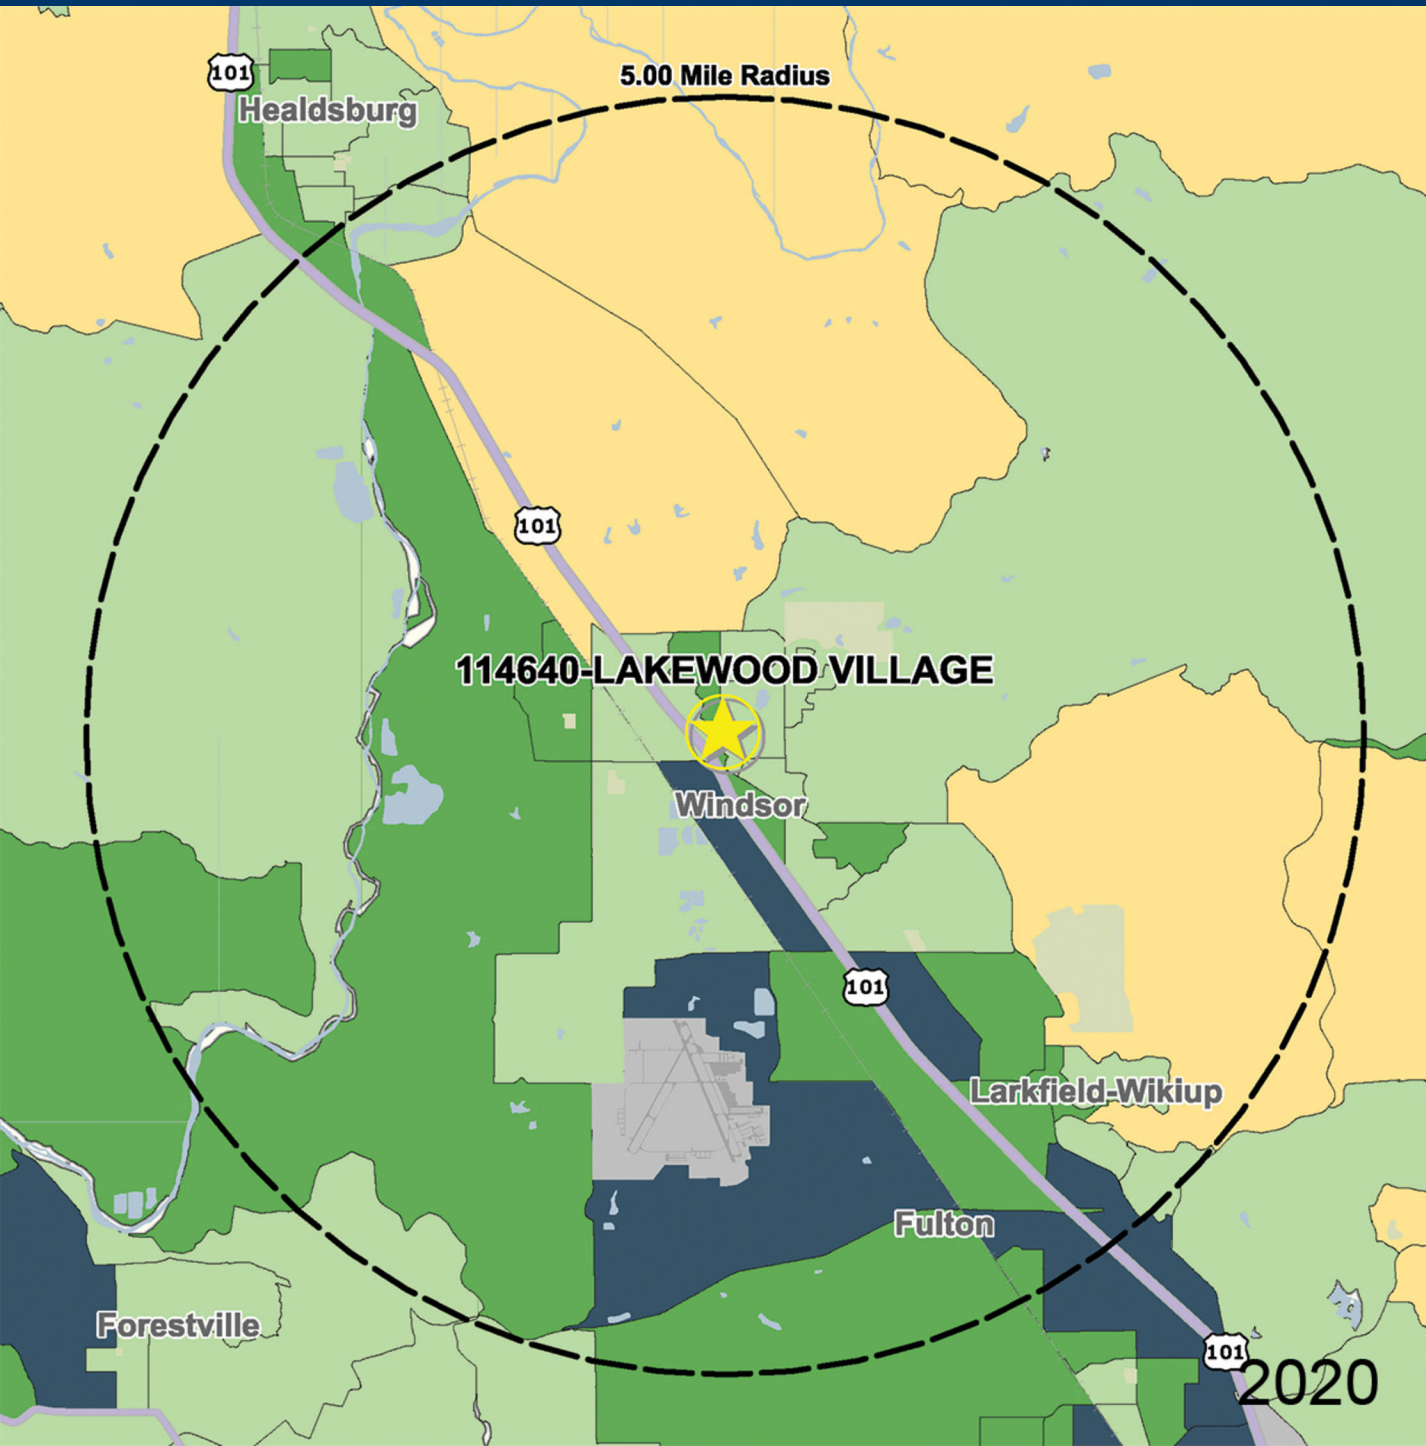 5.00 Mile Radius
101
Healdsburg
101
114640-LAKEWOOD VILLAGE
Windsor
101
Larkfield-Wikiup
Fulton
Forestville
101
2020